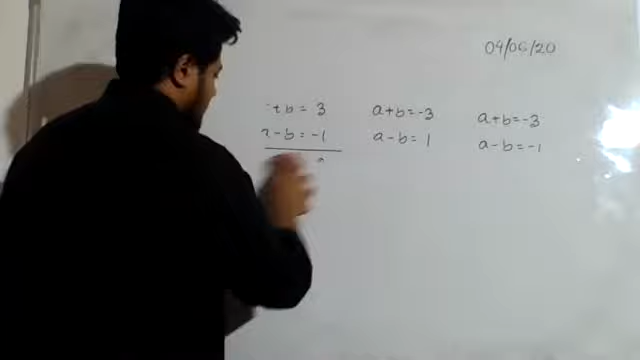 04/06/20
+ b = 3
- b = -1
a+b=-3
a-b= 1
a+b=-3
a-b=-1